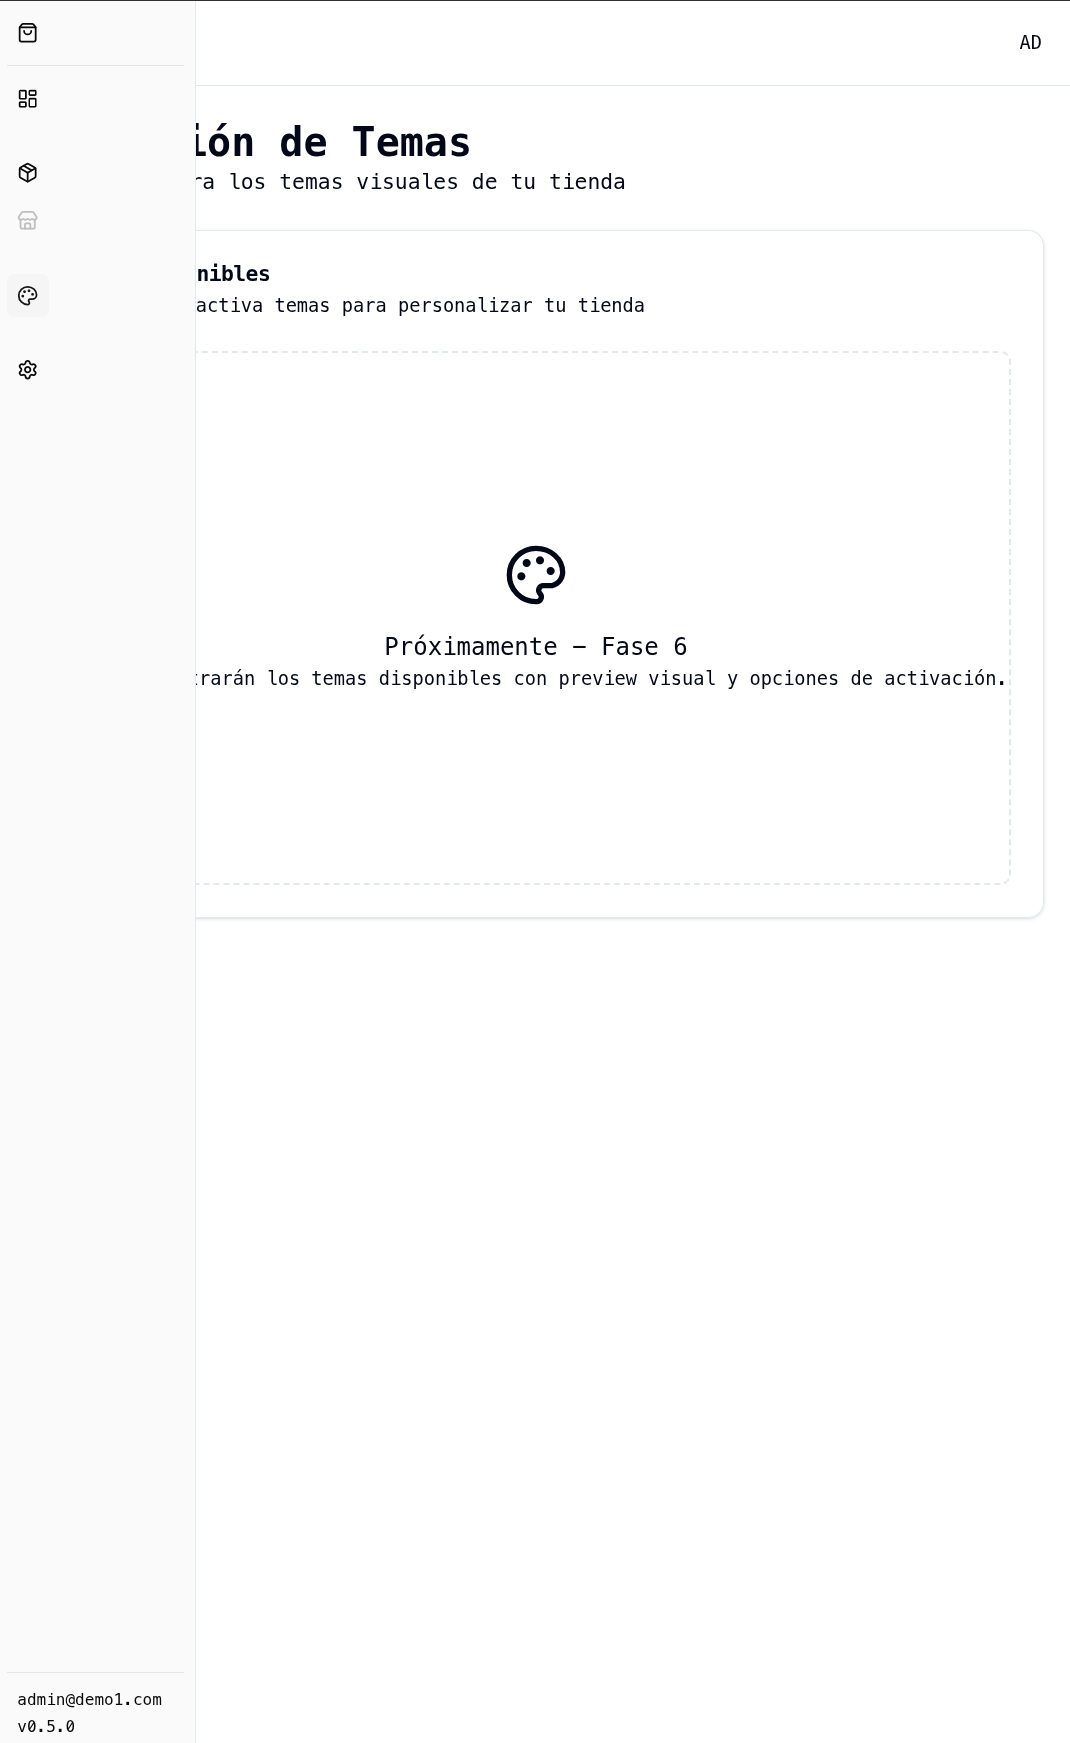 AD
ión de Temas
ra los temas visuales de tu tienda
nibles
activa temas para personalizar tu tienda
Próximamente – Fase 6
trarán los temas disponibles con preview visual y opciones de activación.
admin@demo1.com
v0.5.0